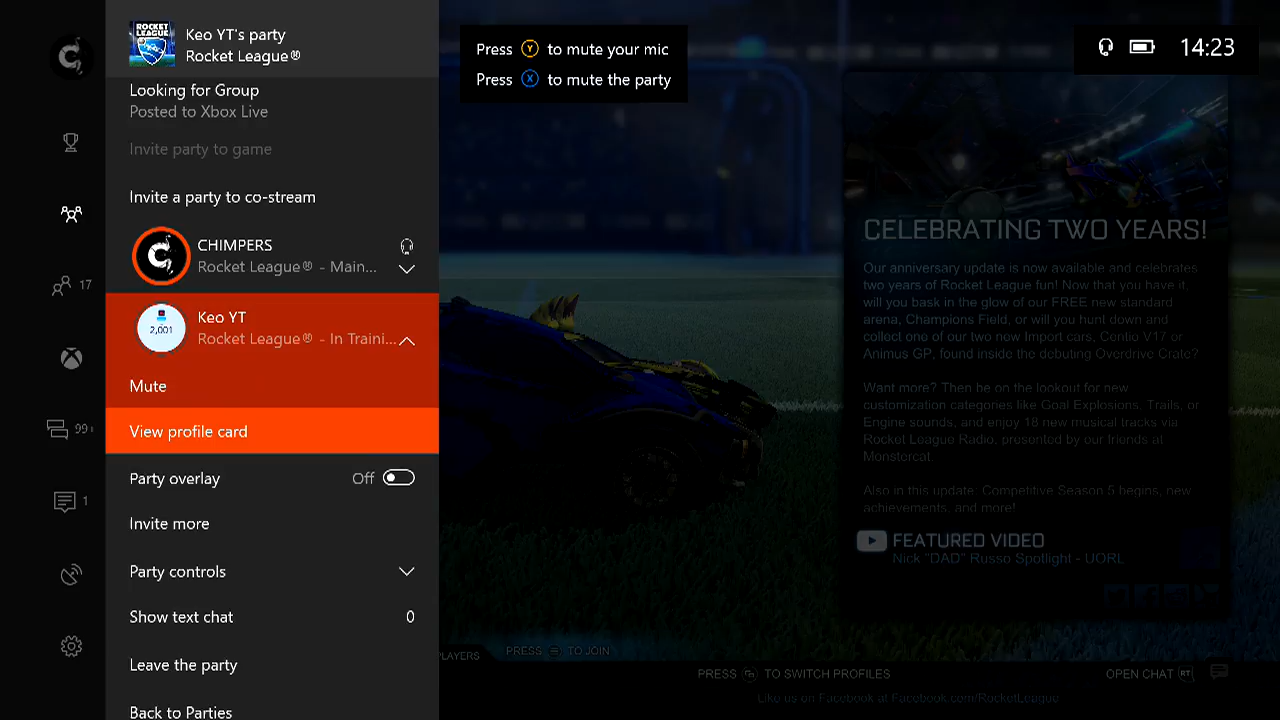 ROCKET
LEAGUE
Keo YT's party
Rocket League®
Looking for Group
Posted to Xbox Live
Invite party to game
Invite a party to co-stream
CHIMPERS
Rocket League® - Main...
2,001
Keo YT
Rocket League® - In Traini...
Mute
View profile card
Party overlay Off
Invite more
Party controls
Show text chat 0
Leave the party
Back to Parties
17
99+
1
Press Y to mute your mic
Press X to mute the party
14:23
CELEBRATING TWO YEARS!
Our anniversary update is now available and celebrates
two years of Rocket League fun! Now that you have it,
will you bask in the glow of our FREE new standard
arena, Champions Field, or will you hunt down and
collect one of our two new Import cars, Centio V17 or
Animus GP, found inside the debuting Overdrive Crate?
Want more? Then be on the lookout for new
customization categories like Goal Explosions, Trails, or
Engine sounds, and enjoy 18 new musical tracks via
Rocket League Radio, presented by our friends at
Monstercat.
Also in this update: Competitive Season 5 begins, new
achievements, and more!
FEATURED VIDEO
Nick "DAD" Russo Spotlight - UORL
PLAYERS PRESS TO JOIN
PRESS TO SWITCH PROFILES
OPEN CHAT RT
Like us on Facebook at Facebook.com/RocketLeague